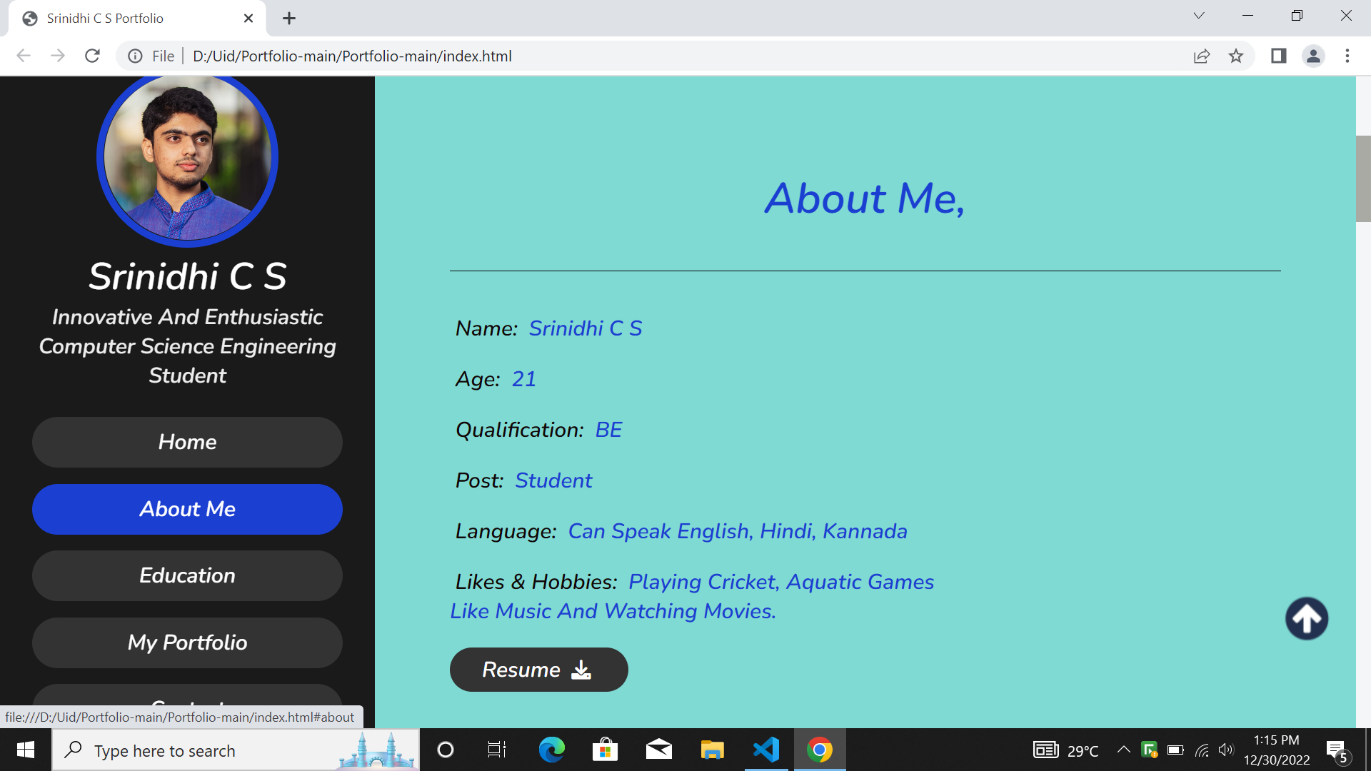 Srinidhi C S Portfolio
File
D:/Uid/Portfolio-main/Portfolio-main/index.html
Srinidhi C S
Innovative And Enthusiastic
Computer Science Engineering
Student
Home
About Me
Education
My Portfolio
file:///D:/Uid/Portfolio-main/Portfolio-main/index.html#about
About Me,
Name: Srinidhi C S
Age: 21
Qualification: BE
Post: Student
Language: Can Speak English, Hindi, Kannada
Likes & Hobbies: Playing Cricket, Aquatic Games
Like Music And Watching Movies.
Resume
Type here to search
29°C
1:15 PM
12/30/2022
5